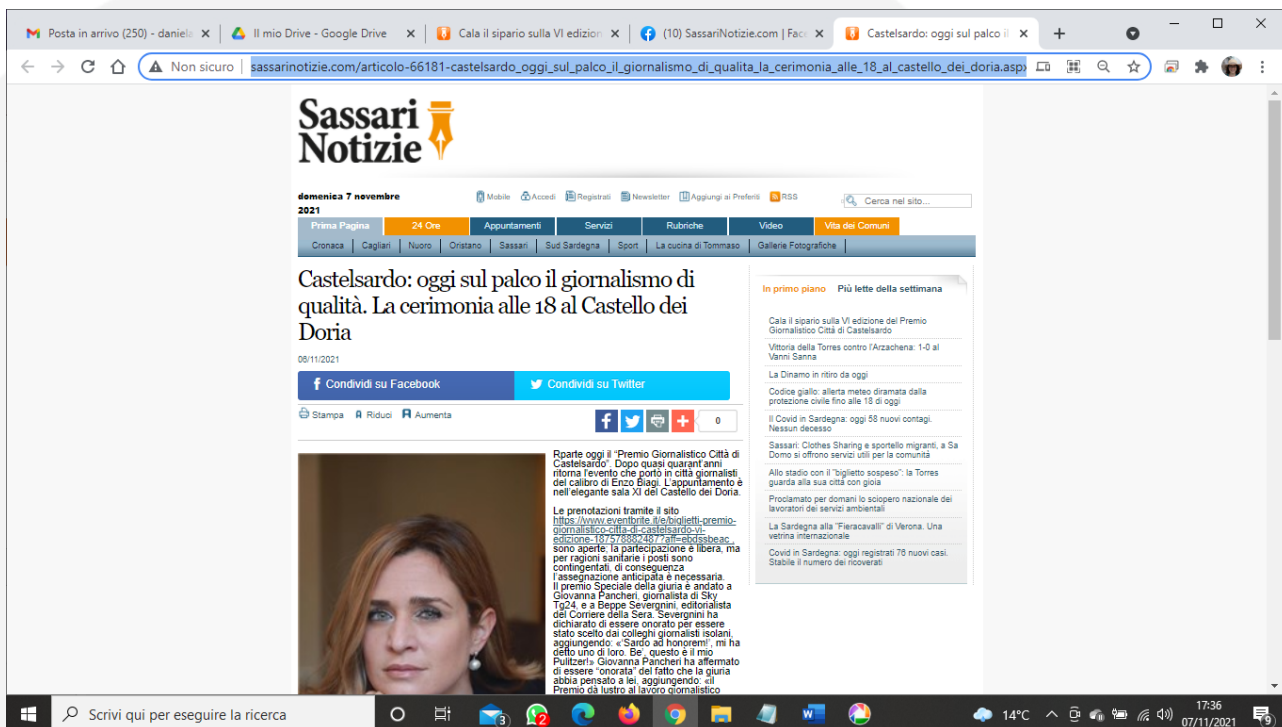 Posta in arrivo (250) - daniela
Il mio Drive - Google Drive
Cala il sipario sulla VI edizion
(10) SassariNotizie.com | Face
Castelsardo: oggi sul palco il
Non sicuro
sassarinotizie.com/articolo-66181-castelsardo_oggi_sul_palco_il_giornalismo_di_qualita_la_cerimonia_alle_18_al_castello_dei_doria.asp
Sassari
Notizie
domenica 7 novembre
2021
Mobile Accedi Registrati Newsletter Aggiungi ai Preferiti RSS
Cerca nel sito...
Prima Pagina 24 Ore Appuntamenti Servizi Rubriche Video Vita dei Comuni
Cronaca Cagliari Nuoro Oristano Sassari Sud Sardegna Sport La cucina di Tommaso Gallerie Fotografiche
Castelsardo: oggi sul palco il giornalismo di
qualità. La cerimonia alle 18 al Castello dei
Doria
06/11/2021
Condividi su Facebook
Condividi su Twitter
Stampa Riduci Aumenta
0
Rparte oggi il "Premio Giornalistico Città di
Castelsardo". Dopo quasi quarant'anni
ritorna l'evento che portò in città giornalisti
del calibro di Enzo Biagi. L'appuntamento è
nell'elegante sala XI del Castello dei Doria.
Le prenotazioni tramite il sito
https://www.eventbrite.it/e/biglietti-premio-
giornalistico-citta-di-castelsardo-vi-
edizione-187578882487?aff=ebdssbeac ,
sono aperte; la partecipazione è libera, ma
per ragioni sanitarie i posti sono
contingentati, di conseguenza
l'assegnazione anticipata è necessaria.
Il premio Speciale della giuria è andato a
Giovanna Pancheri, giornalista di Sky
Tg24, e a Beppe Severgnini, editorialista
del Corriere della Sera. Severgnini ha
dichiarato di essere onorato per essere
stato scelto dai colleghi giornalisti isolani,
aggiungendo: «'Sardo ad honorem!', mi ha
detto uno di loro. Be', questo è il mio
Pulitzer!» Giovanna Pancheri ha affermato
di essere "onorata" del fatto che la giuria
abbia pensato a lei, aggiungendo: «il
Premio dà lustro al lavoro giornalistico
In primo piano Più lette della settimana
Cala il sipario sulla VI edizione del Premio
Giornalistico Città di Castelsardo
Vittoria della Torres contro l'Arzachena: 1-0 al
Vanni Sanna
La Dinamo in ritiro da oggi
Codice giallo: allerta meteo diramata dalla
protezione civile fino alle 18 di oggi
Il Covid in Sardegna: oggi 58 nuovi contagi.
Nessun decesso
Sassari: Clothes Sharing e sportello migranti, a Sa
Domo si offrono servizi utili per la comunità
Allo stadio con il "biglietto sospeso": la Torres
guarda alla sua città con gioia
Proclamato per domani lo sciopero nazionale dei
lavoratori dei servizi ambientali
La Sardegna alla "Fieracavalli" di Verona. Una
vetrina internazionale
Covid in Sardegna: oggi registrati 76 nuovi casi.
Stabile il numero dei ricoverati
Scrivi qui per eseguire la ricerca
14°C
17:36
07/11/2021